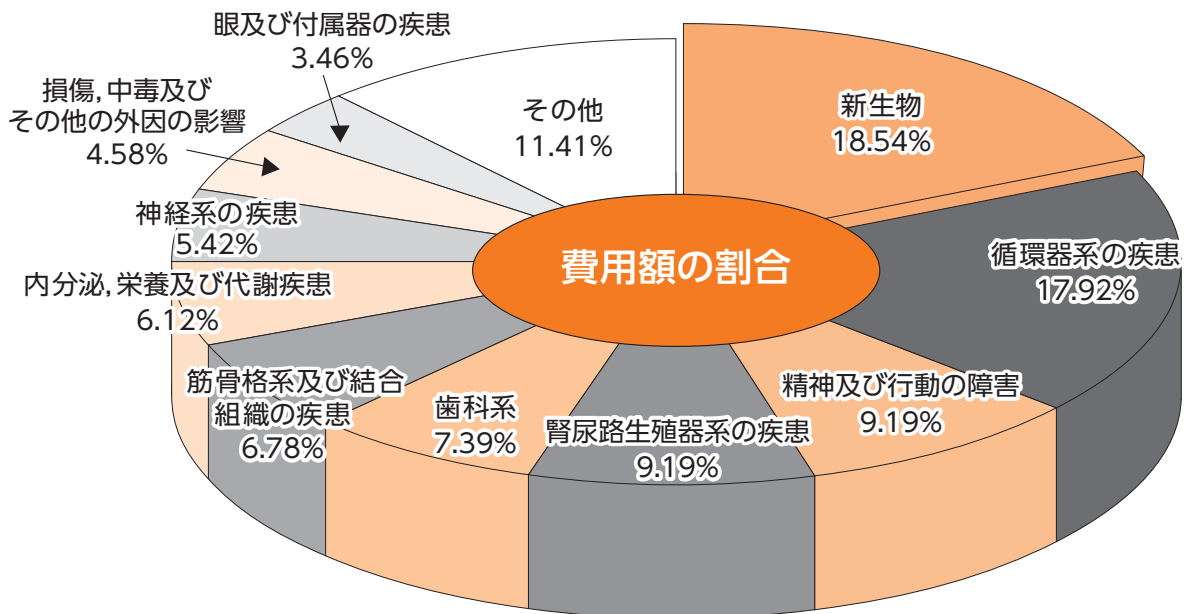 費用額の割合
新生物
18.54%
循環器系の疾患
17.92%
精神及び行動の障害
9.19%
腎尿路生殖器系の疾患
9.19%
歯科系
7.39%
筋骨格系及び結合
組織の疾患
6.78%
内分泌,栄養及び代謝疾患
6.12%
神経系の疾患
5.42%
損傷,中毒及び
その他の外因の影響
4.58%
眼及び付属器の疾患
3.46%
その他
11.41%